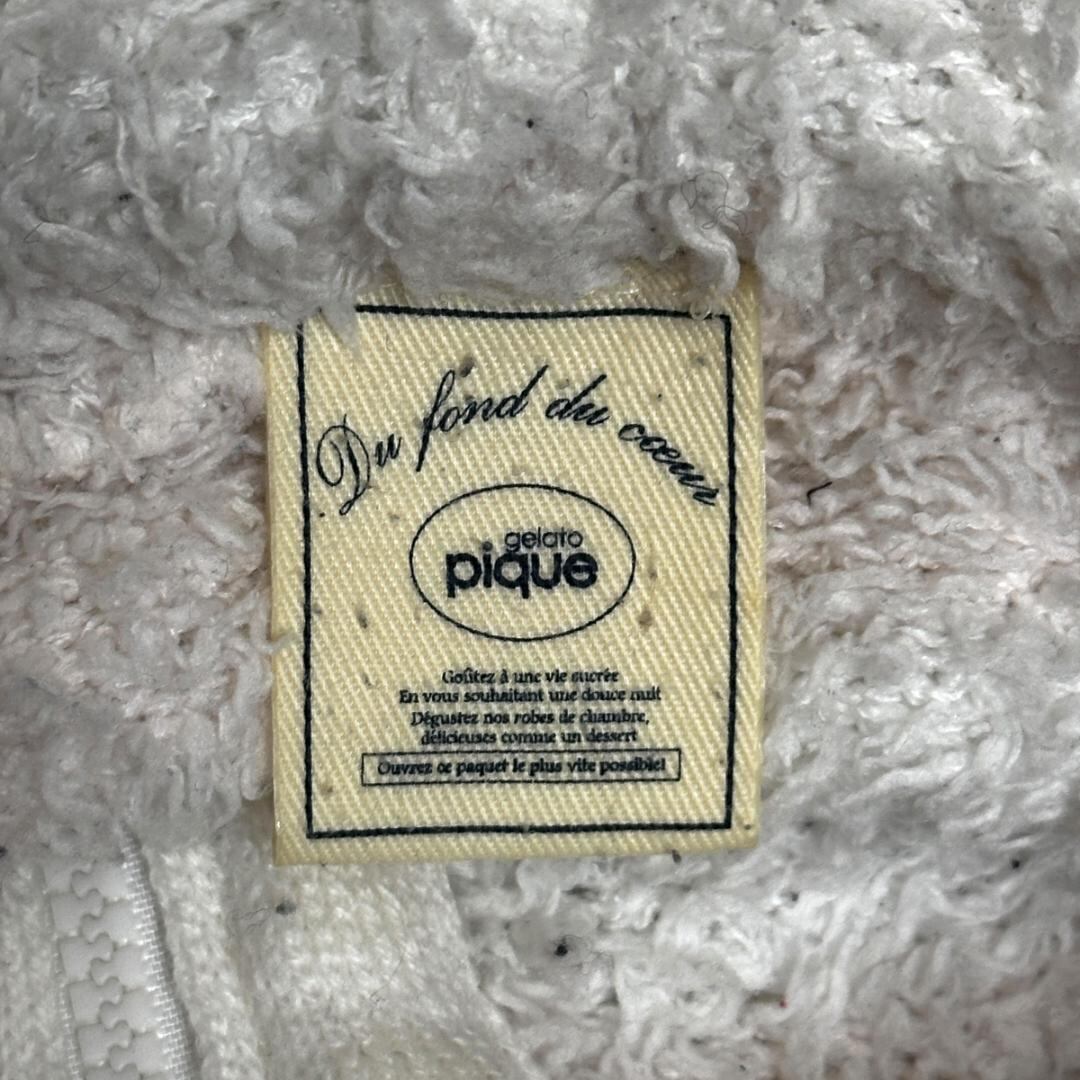 Du fond du cœur
gelato
pique
Goûtez à une vie sucrée
En vous souhaitant une douce nuit
Dégustez nos robes de chambre,
délicieuses comme un dessert
Ouvrez ce paquet le plus vite possible!